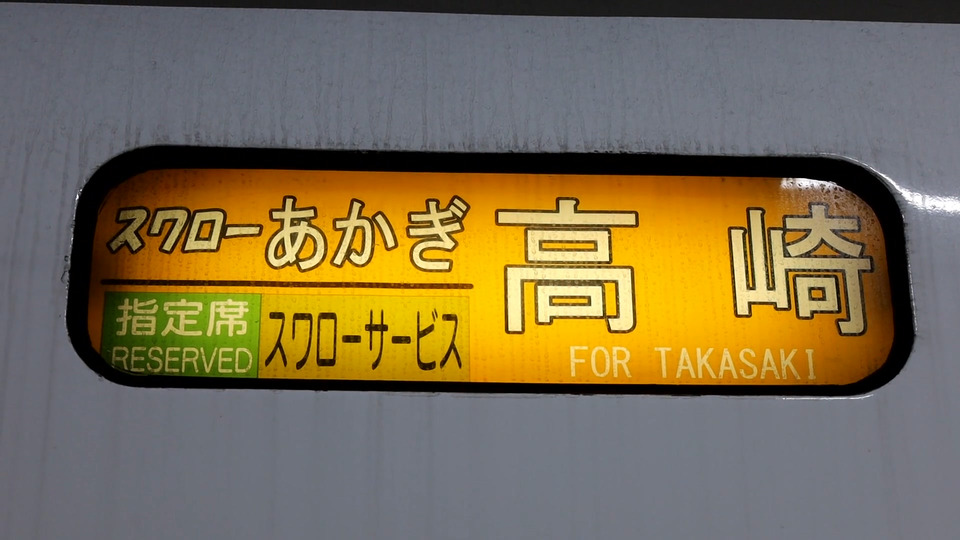 スワローあかぎ
指定席
RESERVED
スワローサービス
高崎
FOR TAKASAKI